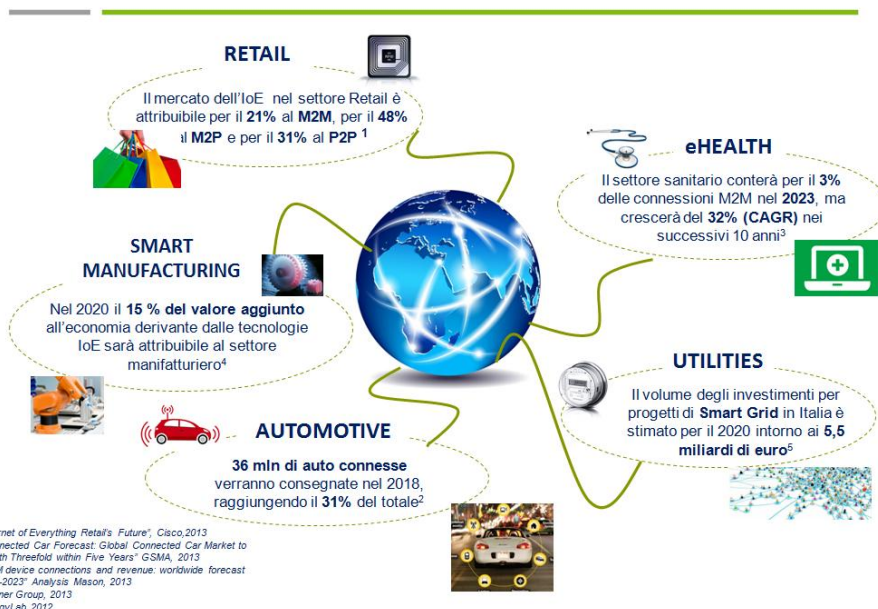 RETAIL
Il mercato dell'IoE nel settore Retail è
attribuibile per il 21% al M2M, per il 48%
al M2P e per il 31% al P2P 1
eHEALTH
Il settore sanitario conterà per il 3%
delle connessioni M2M nel 2023, ma
crescerà del 32% (CAGR) nei
successivi 10 anni3
SMART
MANUFACTURING
Nel 2020 il 15 % del valore aggiunto
all'economia derivante dalle tecnologie
IoE sarà attribuibile al settore
manifatturiero4
UTILITIES
Il volume degli investimenti per
progetti di Smart Grid in Italia è
stimato per il 2020 intorno ai 5,5
miliardi di euro5
AUTOMOTIVE
36 mln di auto connesse
verranno consegnate nel 2018,
raggiungendo il 31% del totale2
rnet of Everything Retail's Future", Cisco,2013
nected Car Forecast: Global Connected Car Market to
th Threefold within Five Years" GSMA, 2013
M device connections and revenue: worldwide forecast
-2023" Analysis Mason, 2013
ner Group, 2013
gyLab, 2012